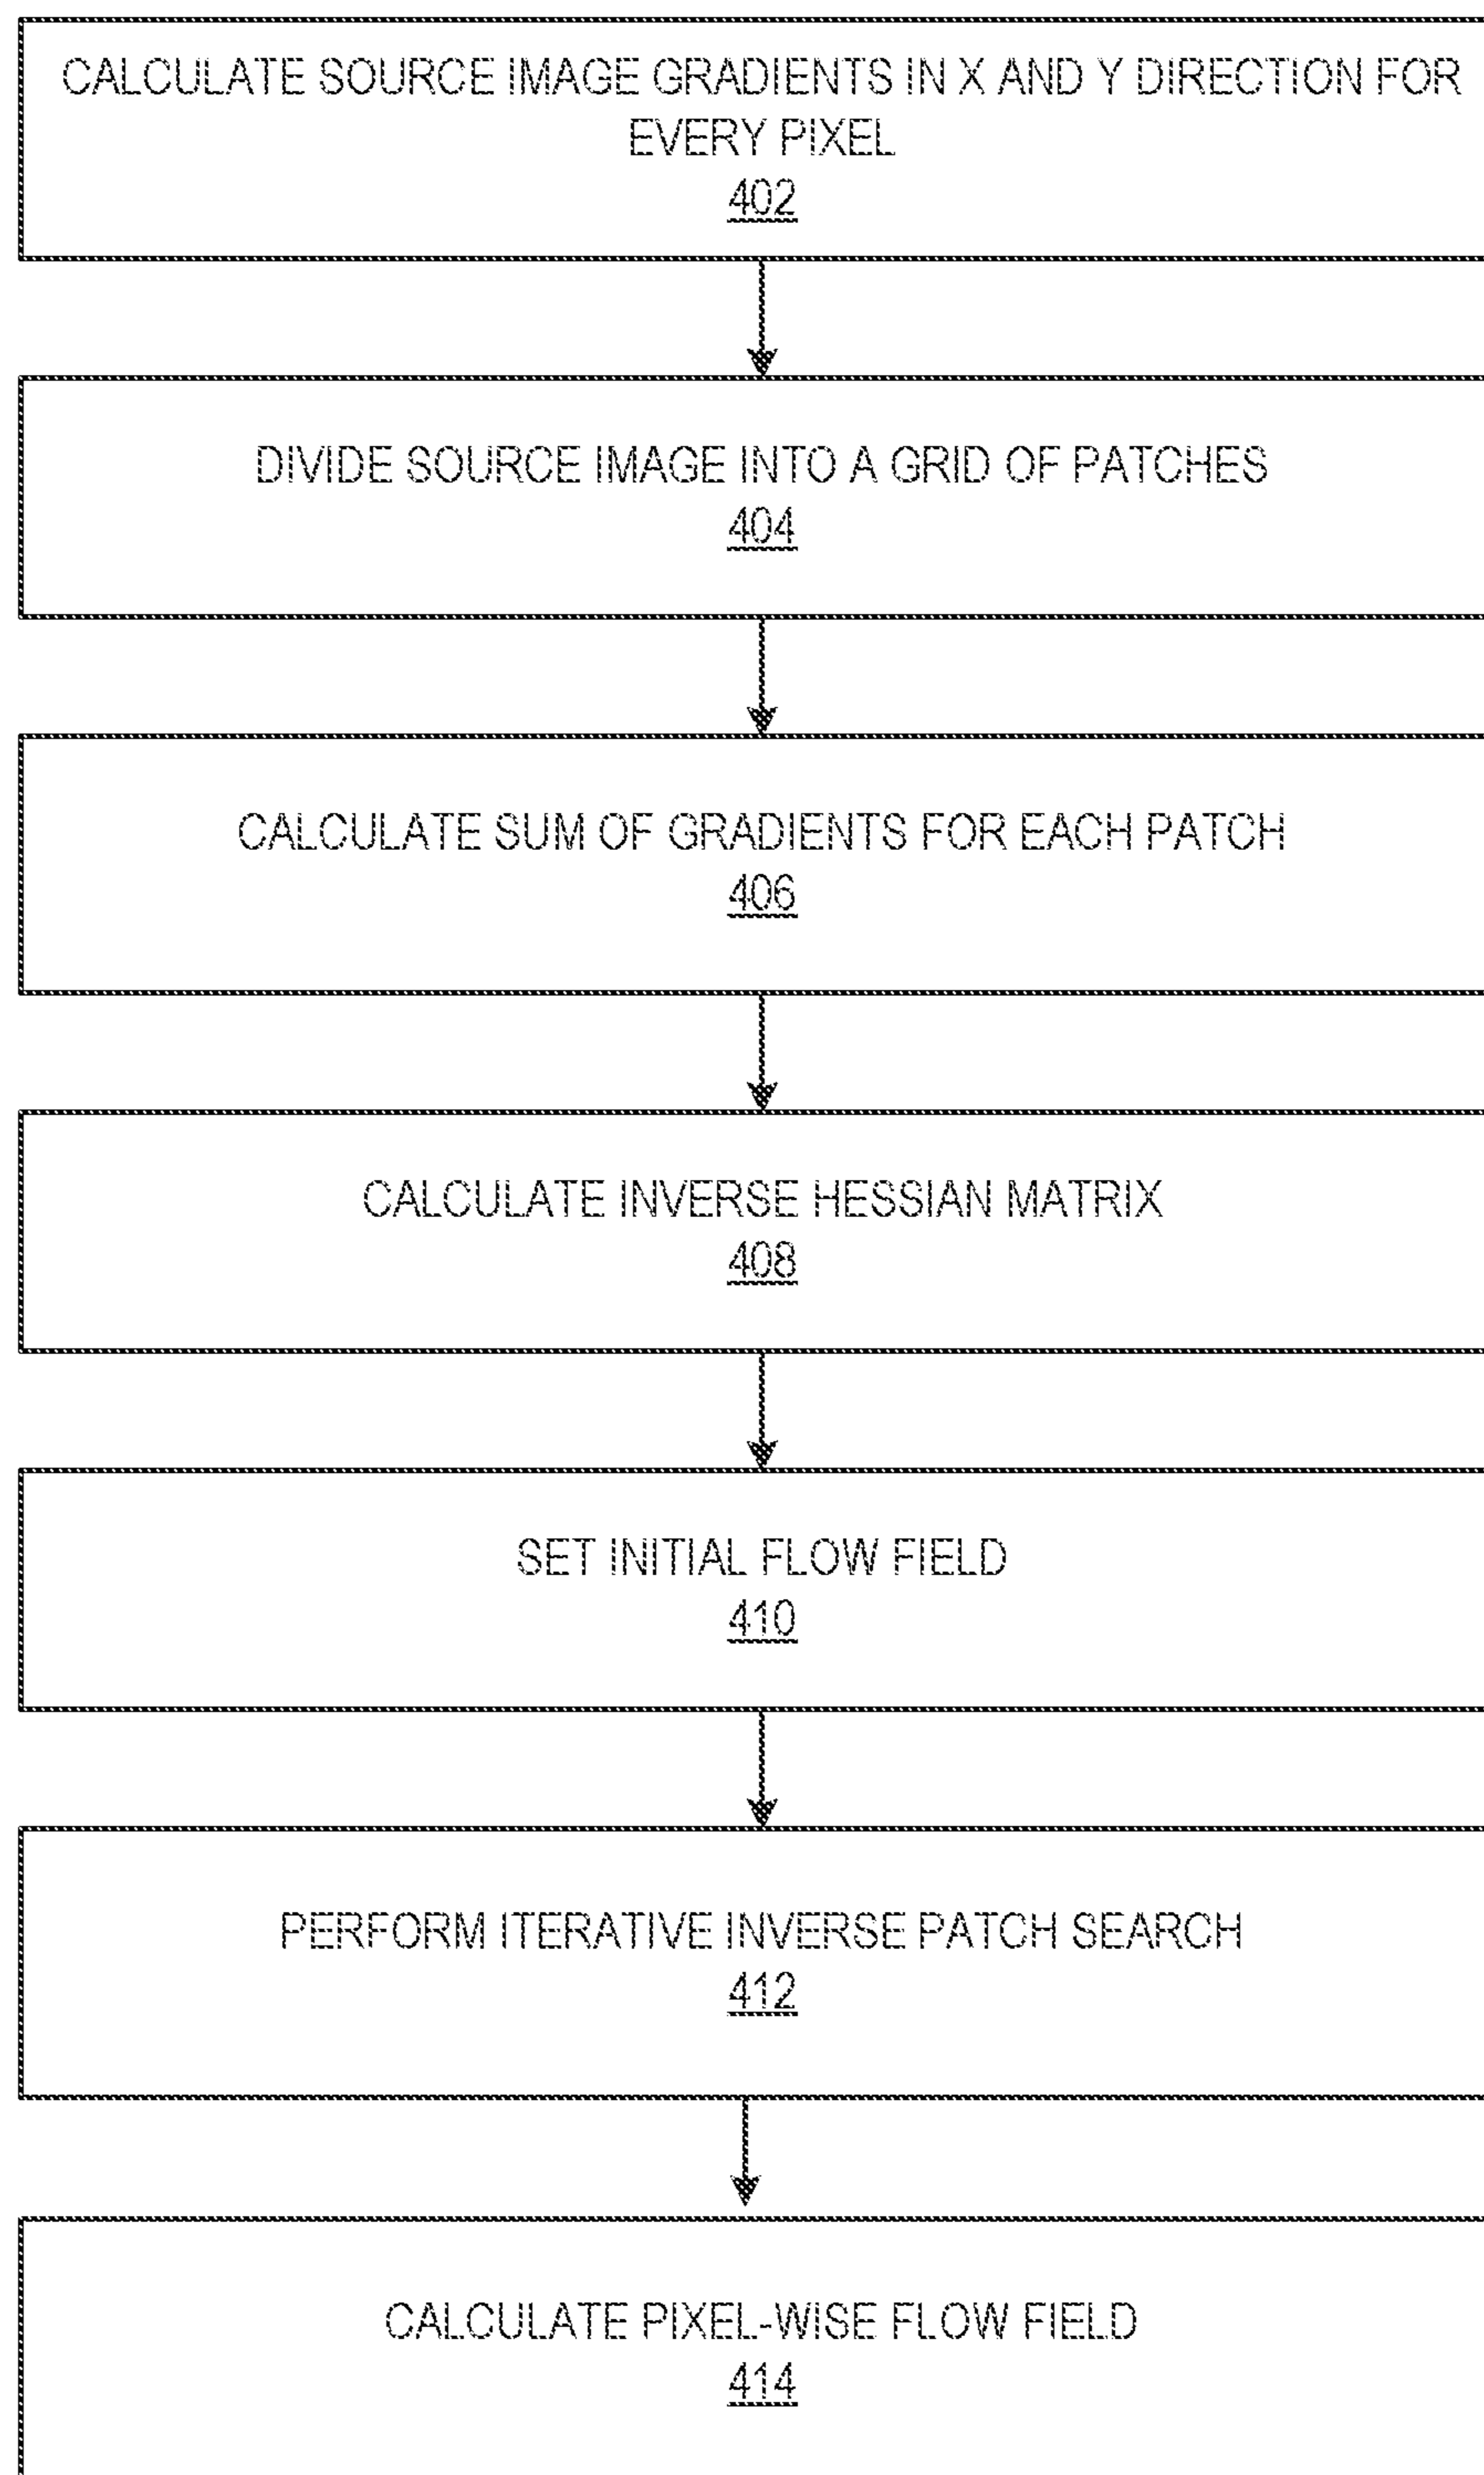 CALCULATE SOURCE IMAGE GRADIENTS IN X AND Y DIRECTION FOR
EVERY PIXEL
402
DIVIDE SOURCE IMAGE INTO A GRID OF PATCHES
404
CALCULATE SUM OF GRADIENTS FOR EACH PATCH
406
CALCULATE INVERSE HESSIAN MATRIX
408
SET INITIAL FLOW FIELD
410
PERFORM ITERATIVE INVERSE PATCH SEARCH
412
CALCULATE PIXEL-WISE FLOW FIELD
414